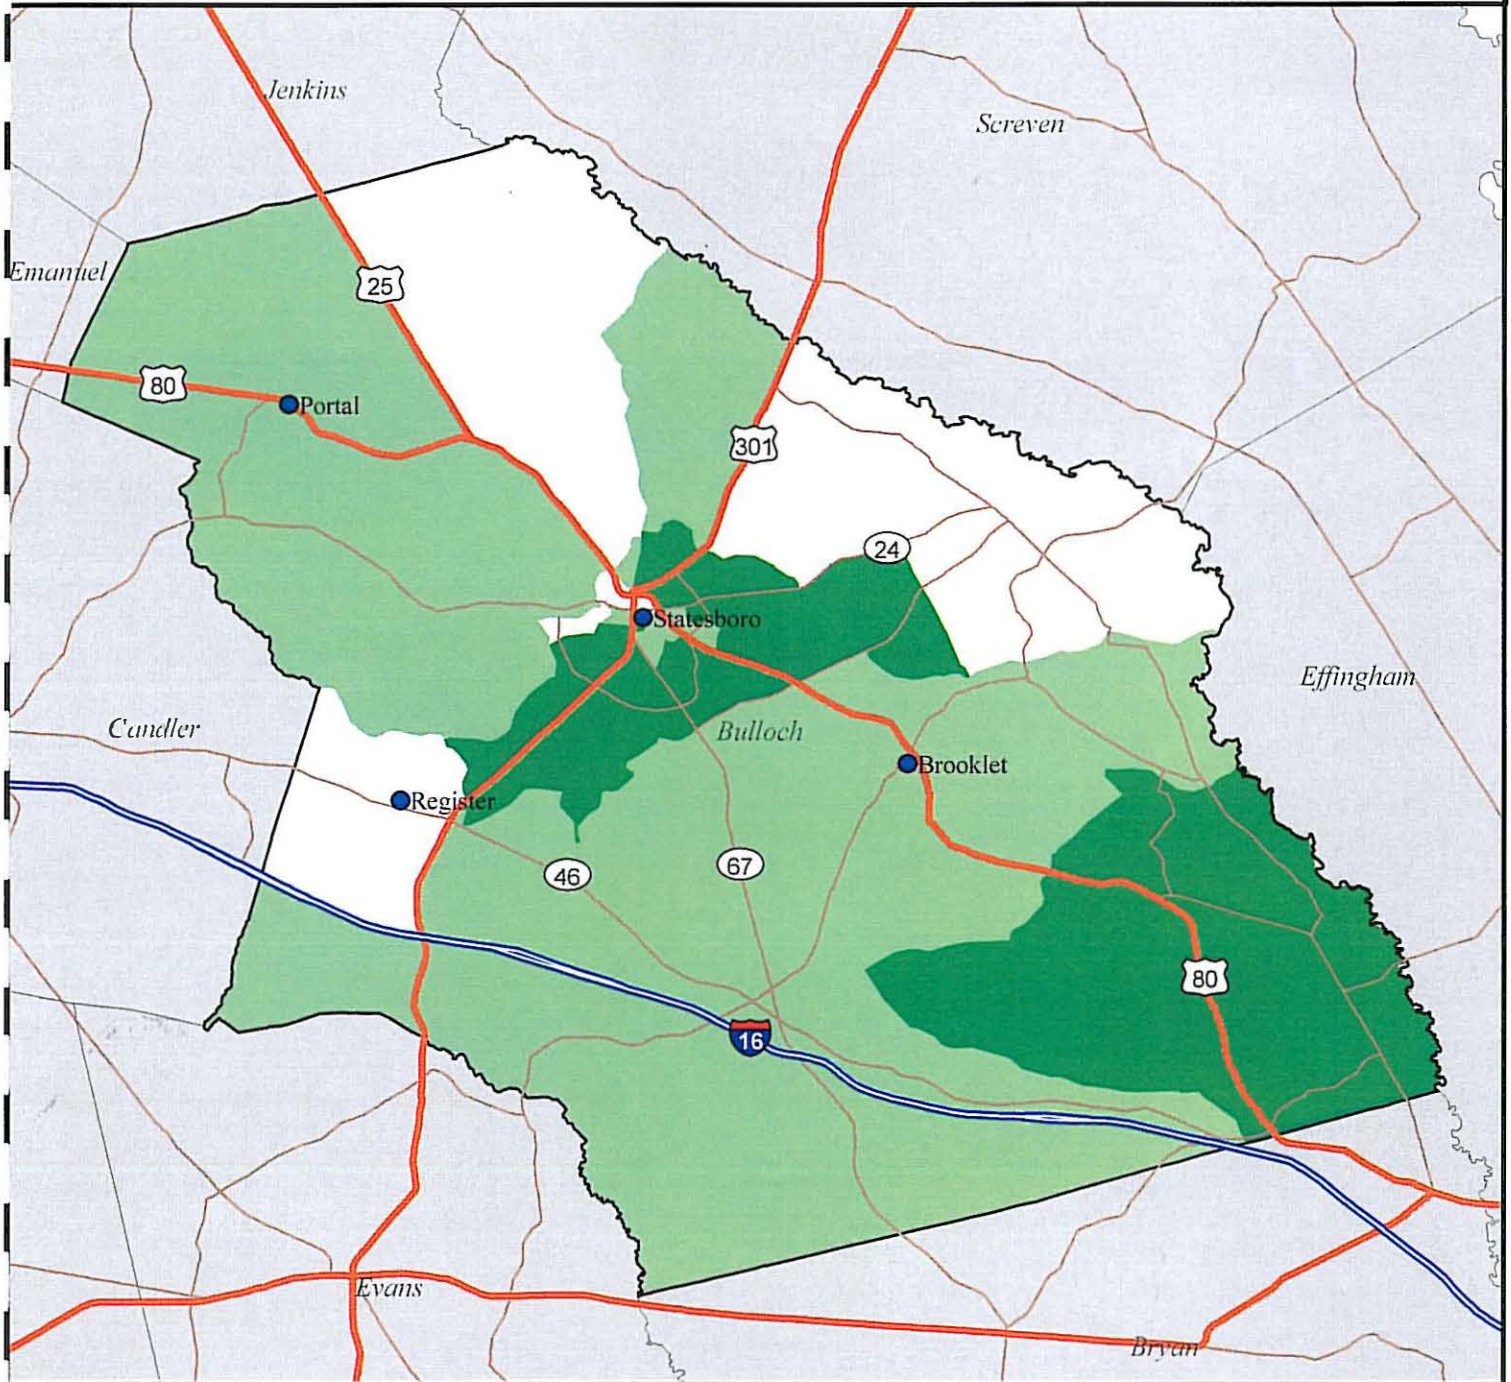 Jenkins
Screven
Emanuel
25
80
Portal
301
24
Statesboro
Effingham
Candler
Bulloch
Brooklet
Register
46
67
80
16
Evans
Bryan